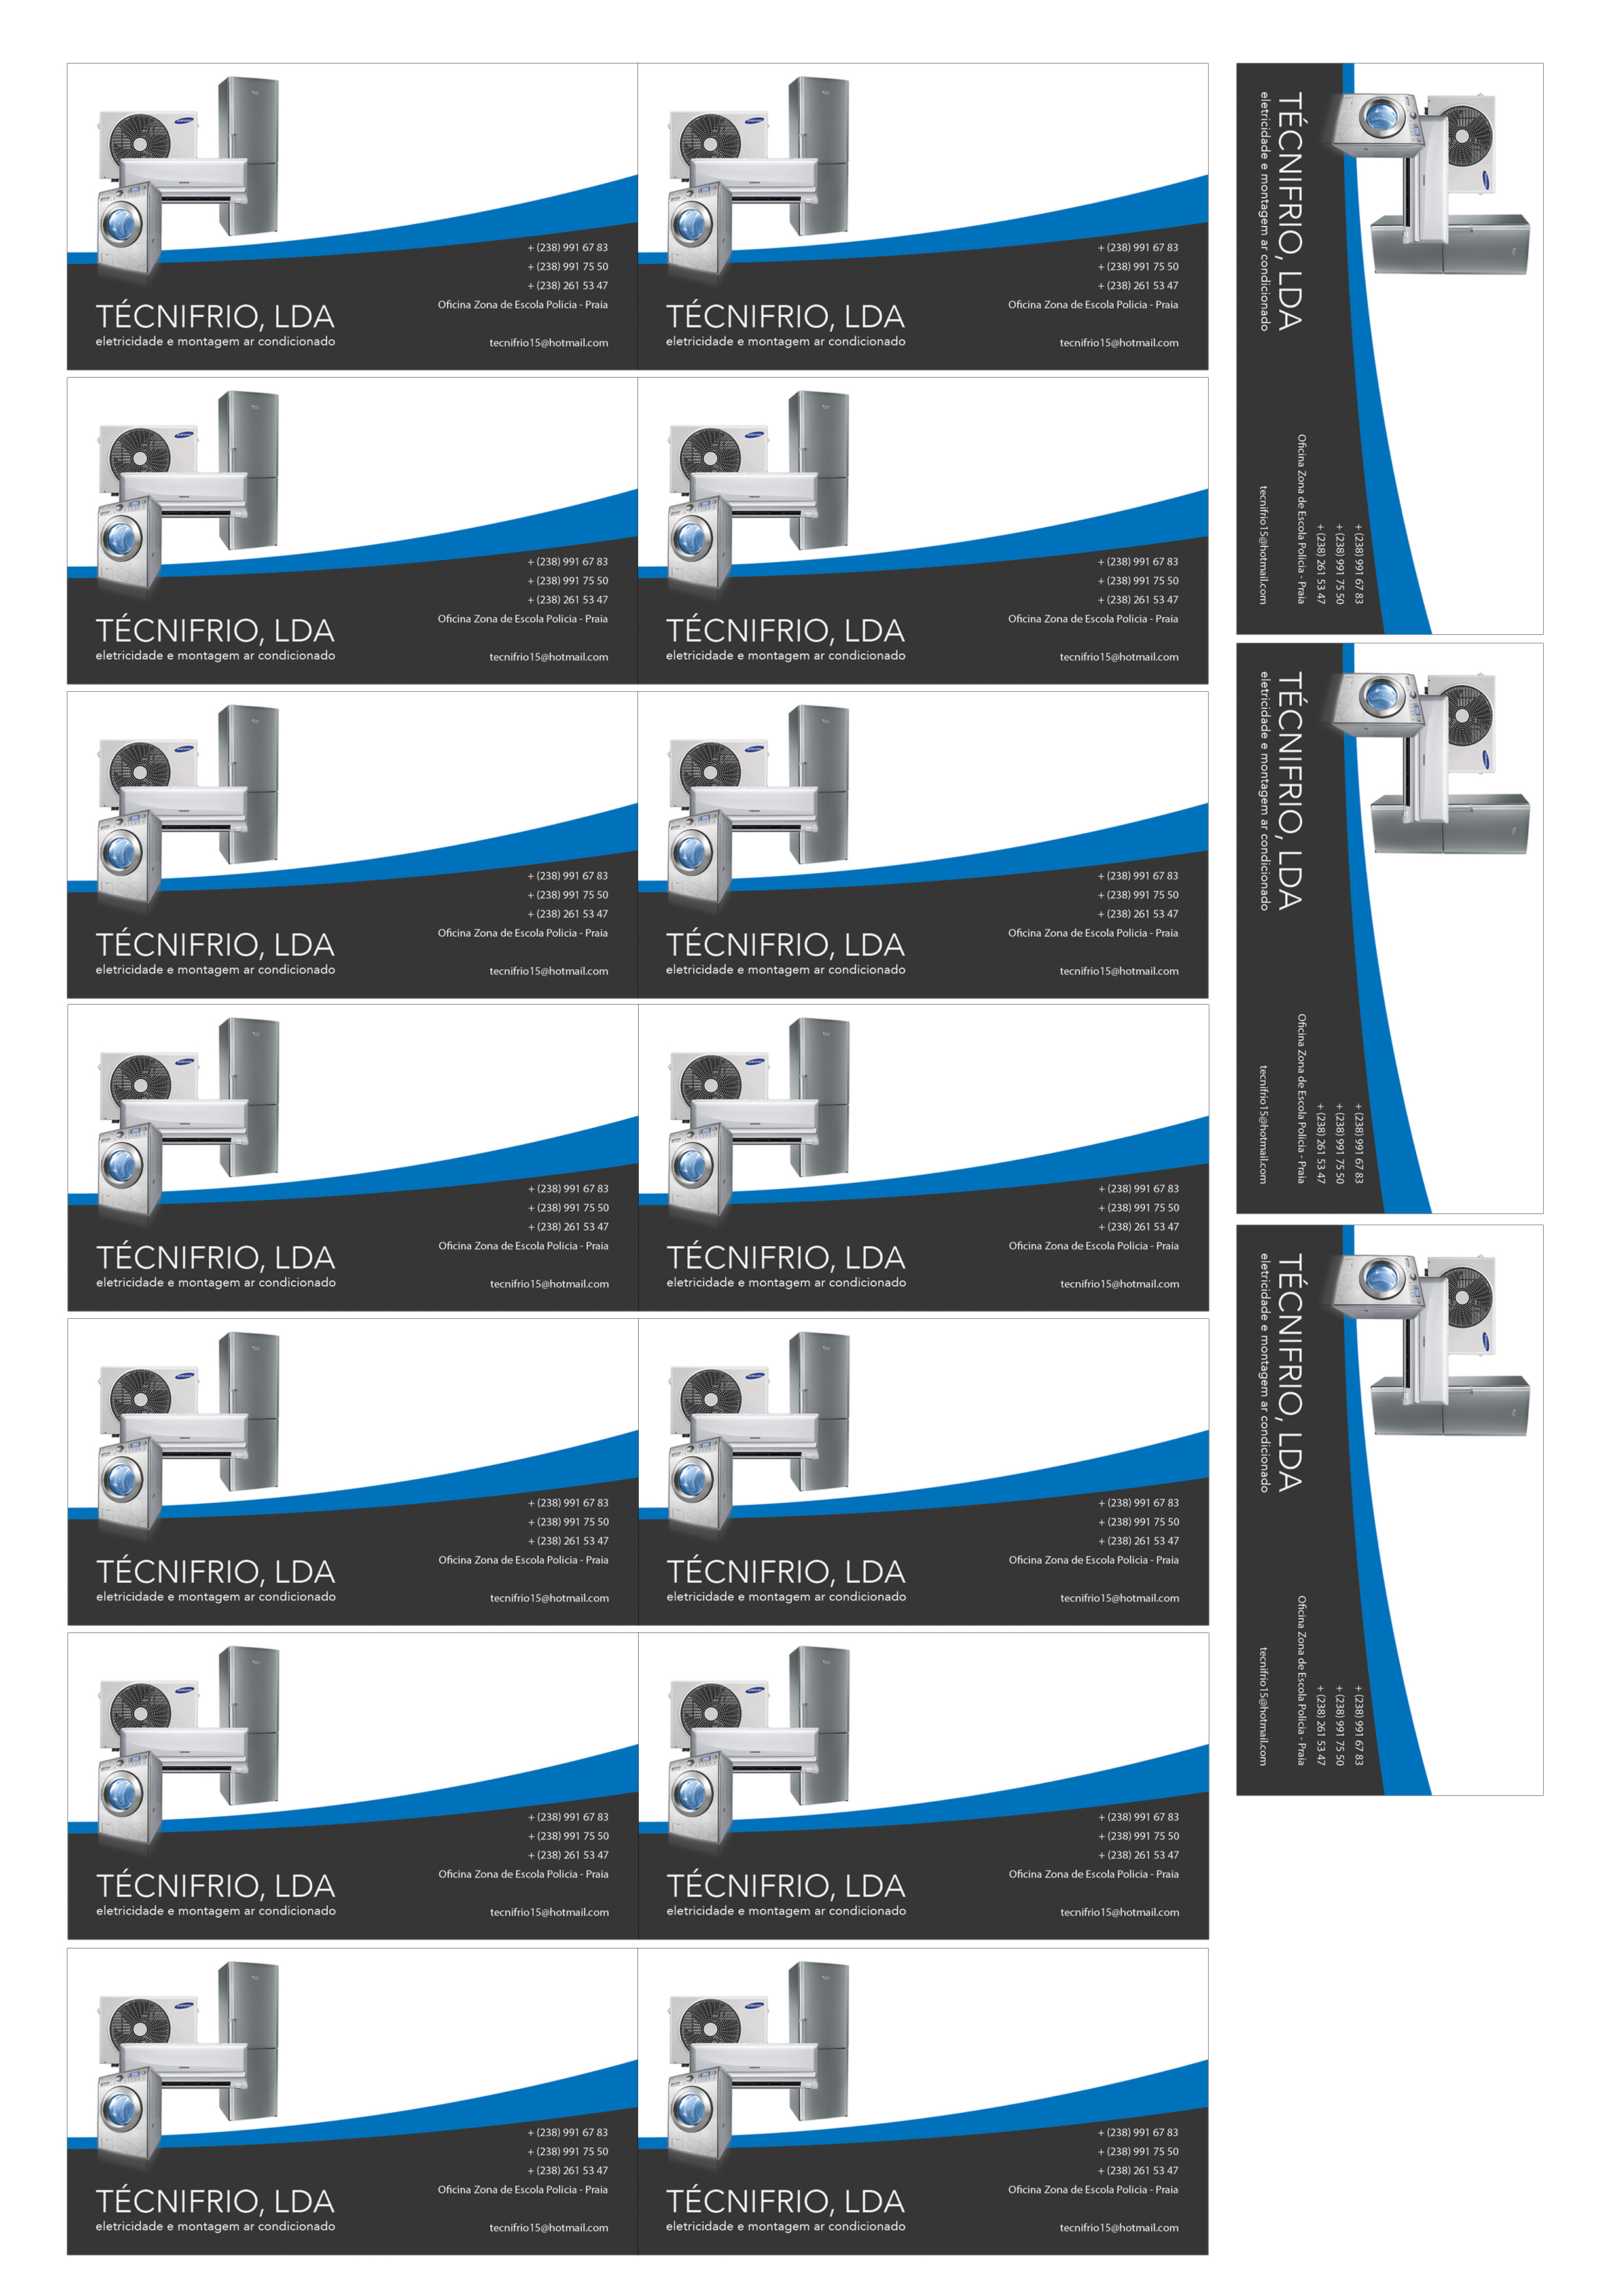 + (238) 991 67 83
+ (238) 991 75 50
+ (238) 261 53 47
Oficina Zona de Escola Policia - Praia
TÉCNIFRIO, LDA
eletricidade e montagem ar condicionado
tecnifrio15@hotmail.com
+ (238) 991 67 83
+ (238) 991 75 50
+ (238) 261 53 47
Oficina Zona de Escola Policia - Praia
TÉCNIFRIO, LDA
eletricidade e montagem ar condicionado
tecnifrio15@hotmail.com
+ (238) 991 67 83
+ (238) 991 75 50
+ (238) 261 53 47
Oficina Zona de Escola Policia - Praia
TÉCNIFRIO, LDA
eletricidade e montagem ar condicionado
tecnifrio15@hotmail.com
+ (238) 991 67 83
+ (238) 991 75 50
+ (238) 261 53 47
Oficina Zona de Escola Policia - Praia
TÉCNIFRIO, LDA
eletricidade e montagem ar condicionado
tecnifrio15@hotmail.com
+ (238) 991 67 83
+ (238) 991 75 50
+ (238) 261 53 47
Oficina Zona de Escola Policia - Praia
TÉCNIFRIO, LDA
eletricidade e montagem ar condicionado
tecnifrio15@hotmail.com
+ (238) 991 67 83
+ (238) 991 75 50
+ (238) 261 53 47
Oficina Zona de Escola Policia - Praia
TÉCNIFRIO, LDA
eletricidade e montagem ar condicionado
tecnifrio15@hotmail.com
+ (238) 991 67 83
+ (238) 991 75 50
+ (238) 261 53 47
Oficina Zona de Escola Policia - Praia
TÉCNIFRIO, LDA
eletricidade e montagem ar condicionado
tecnifrio15@hotmail.com
+ (238) 991 67 83
+ (238) 991 75 50
+ (238) 261 53 47
Oficina Zona de Escola Policia - Praia
TÉCNIFRIO, LDA
eletricidade e montagem ar condicionado
tecnifrio15@hotmail.com
+ (238) 991 67 83
+ (238) 991 75 50
+ (238) 261 53 47
Oficina Zona de Escola Policia - Praia
TÉCNIFRIO, LDA
eletricidade e montagem ar condicionado
tecnifrio15@hotmail.com
+ (238) 991 67 83
+ (238) 991 75 50
+ (238) 261 53 47
Oficina Zona de Escola Policia - Praia
TÉCNIFRIO, LDA
eletricidade e montagem ar condicionado
tecnifrio15@hotmail.com
+ (238) 991 67 83
+ (238) 991 75 50
+ (238) 261 53 47
Oficina Zona de Escola Policia - Praia
TÉCNIFRIO, LDA
eletricidade e montagem ar condicionado
tecnifrio15@hotmail.com
+ (238) 991 67 83
+ (238) 991 75 50
+ (238) 261 53 47
Oficina Zona de Escola Policia - Praia
TÉCNIFRIO, LDA
eletricidade e montagem ar condicionado
tecnifrio15@hotmail.com
+ (238) 991 67 83
+ (238) 991 75 50
+ (238) 261 53 47
Oficina Zona de Escola Policia - Praia
TÉCNIFRIO, LDA
eletricidade e montagem ar condicionado
tecnifrio15@hotmail.com
+ (238) 991 67 83
+ (238) 991 75 50
+ (238) 261 53 47
Oficina Zona de Escola Policia - Praia
TÉCNIFRIO, LDA
eletricidade e montagem ar condicionado
tecnifrio15@hotmail.com
+ (238) 991 67 83
+ (238) 991 75 50
+ (238) 261 53 47
Oficina Zona de Escola Policia - Praia
TÉCNIFRIO, LDA
eletricidade e montagem ar condicionado
tecnifrio15@hotmail.com
+ (238) 991 67 83
+ (238) 991 75 50
+ (238) 261 53 47
Oficina Zona de Escola Policia - Praia
TÉCNIFRIO, LDA
eletricidade e montagem ar condicionado
tecnifrio15@hotmail.com
+ (238) 991 67 83
+ (238) 991 75 50
+ (238) 261 53 47
Oficina Zona de Escola Policia - Praia
TÉCNIFRIO, LDA
eletricidade e montagem ar condicionado
tecnifrio15@hotmail.com